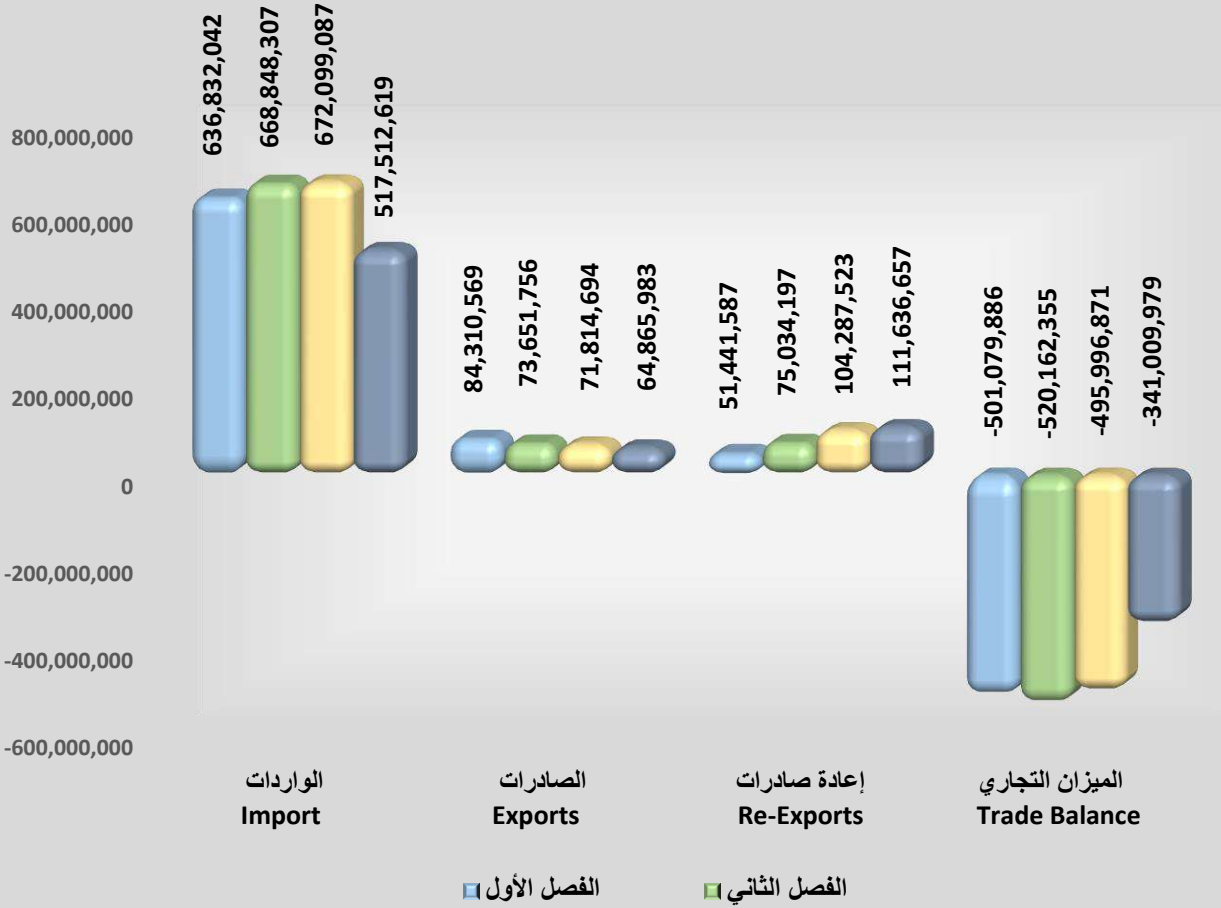 636,832,042
668,848,307
672,099,087
517,512,619
84,310,569
73,651,756
71,814,694
64,865,983
51,441,587
75,034,197
104,287,523
111,636,657
-501,079,886
-520,162,355
-495,996,871
-341,009,979
800,000,000
600,000,000
400,000,000
200,000,000
0
-200,000,000
-400,000,000
-600,000,000
الواردات
Import
الصادرات
Exports
إعادة صادرات
Re-Exports
الميزان التجاري
Trade Balance
الفصل الأول
الفصل الثاني